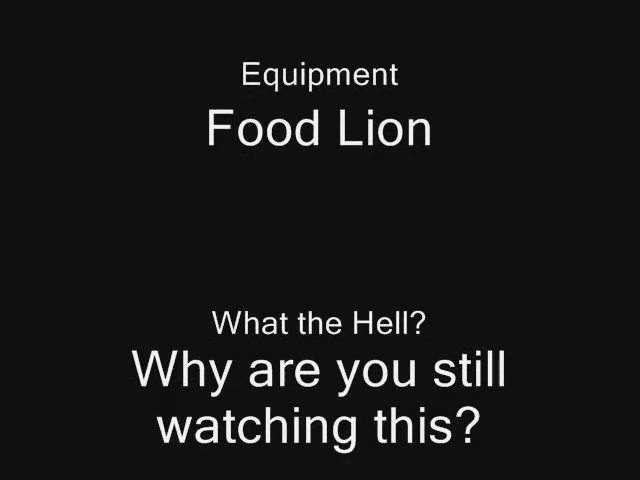 Equipment
Food Lion
What the Hell?
Why are you still
watching this?